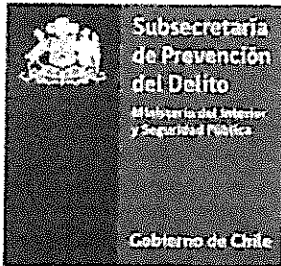 Subsecretaría
de Prevención
del Delito
Ministerio del Interior
y Seguridad Pública
Gobierno de Chile